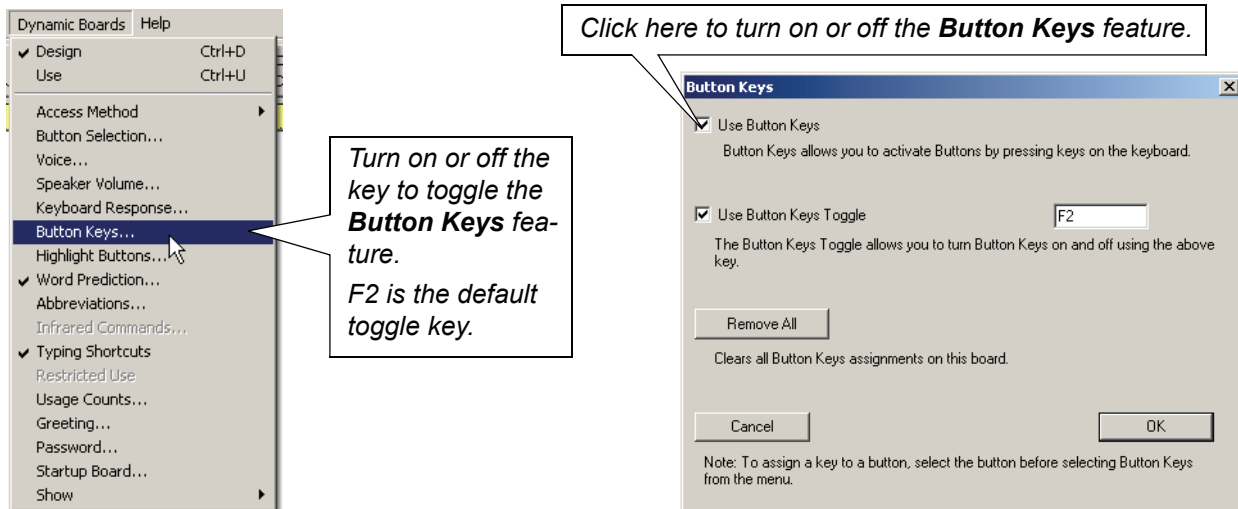 Dynamic Boards Help
✓ Design Ctrl+D
Use Ctrl+U
Access Method
Button Selection...
Voice...
Speaker Volume...
Keyboard Response...
Button Keys...
Highlight Buttons...
✓ Word Prediction...
Abbreviations...
Infrared Commands...
✓ Typing Shortcuts
Restricted Use
Usage Counts...
Greeting...
Password...
Startup Board...
Show
Turn on or off the
key to toggle the
Button Keys fea-
ture.
F2 is the default
toggle key.
Click here to turn on or off the Button Keys feature.
Button Keys
Use Button Keys
Button Keys allows you to activate Buttons by pressing keys on the keyboard.
Use Button Keys Toggle F2
The Button Keys Toggle allows you to turn Button Keys on and off using the above
key.
Remove All
Clears all Button Keys assignments on this board.
Cancel OK
Note: To assign a key to a button, select the button before selecting Button Keys
from the menu.